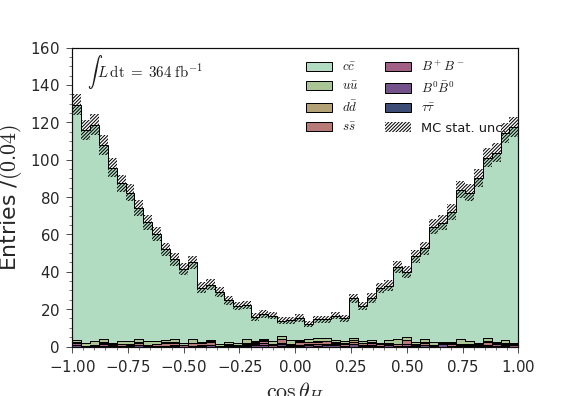 160
140
120
100
80
60
40
20
0
Entries /(0.04)
∫L dt = 364 fb⁻¹
cc̄
uū
dd̄
ss̄
B⁺B⁻
B⁰B̄⁰
ττ̄
MC stat. unc.
−1.00 −0.75 −0.50 −0.25 0.00 0.25 0.50 0.75 1.00
cos θ_H